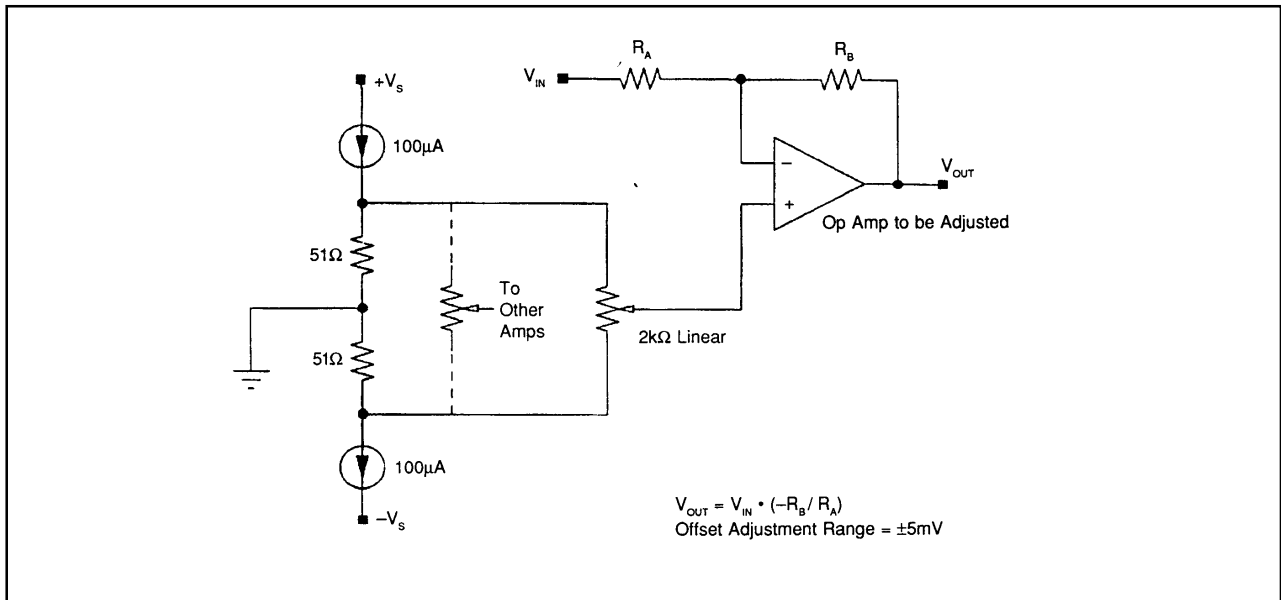 R_A
R_B
+V_S
V_IN
100µA
V_OUT
−
+
Op Amp to be Adjusted
51Ω
To
Other
Amps
2kΩ Linear
51Ω
100µA
V_OUT = V_IN • (–R_B / R_A)
–V_S
Offset Adjustment Range = ±5mV